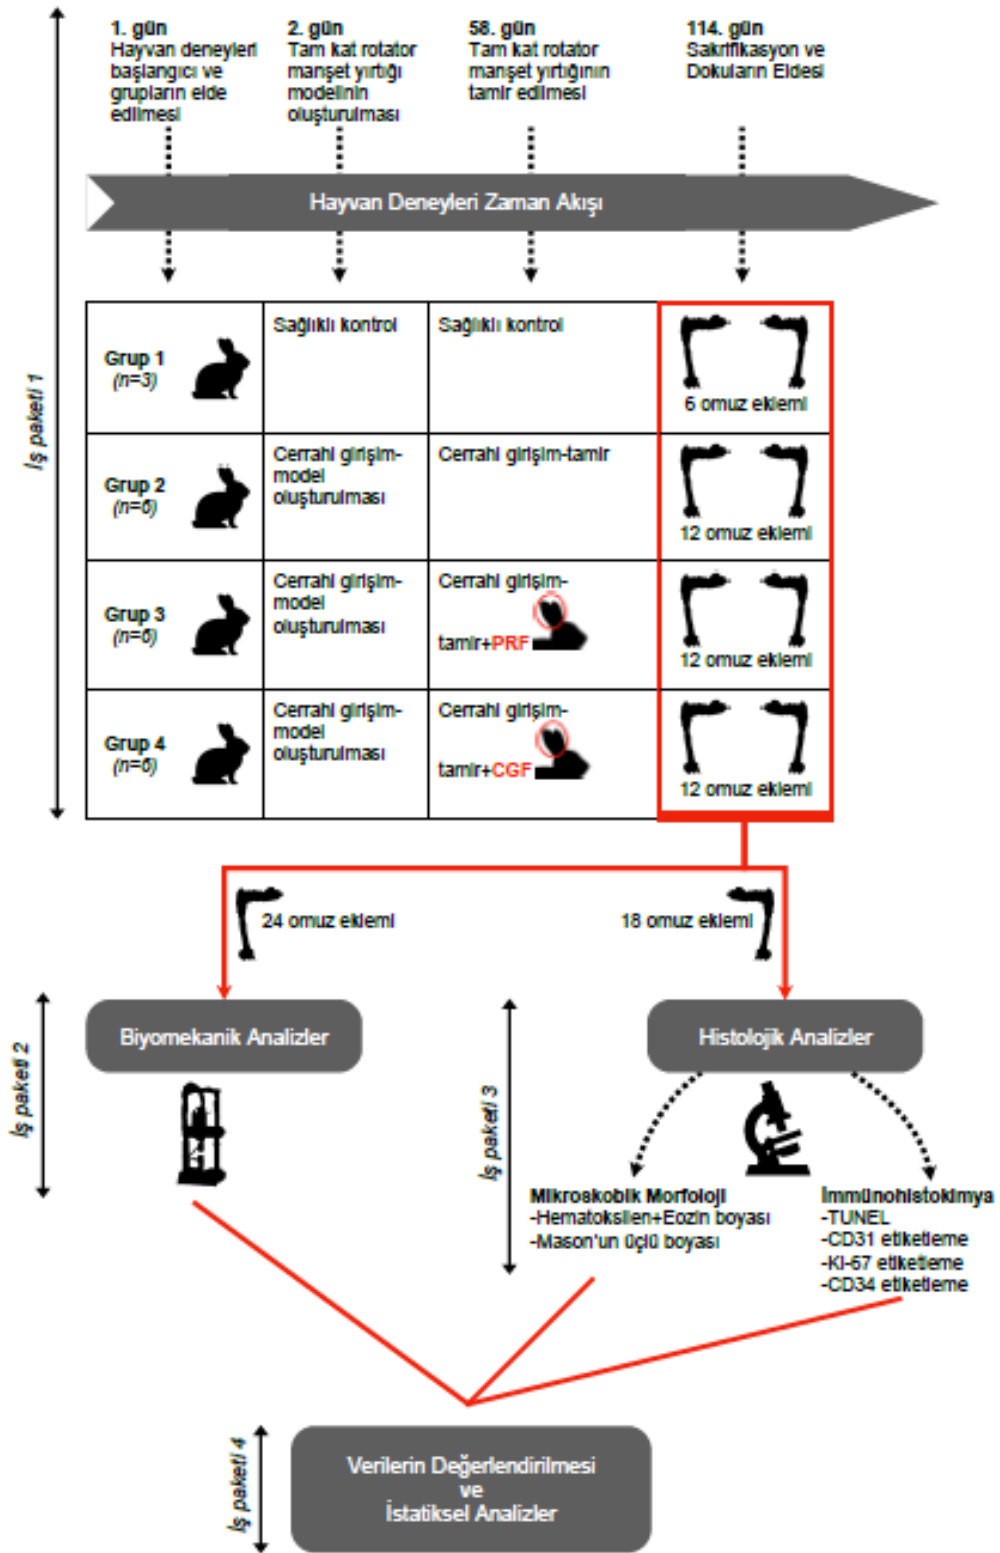 1. gün
Hayvan deneyleri
başlangıcı ve
grupların elde
edilmesi
2. gün
Tam kat rotator
manşet yırtığı
modelinin
oluşturulması
58. gün
Tam kat rotator
manşet yırtığının
tamir edilmesi
114. gün
Sakrifikasyon ve
Dokuların Eldesi
Hayvan Deneyleri Zaman Akışı
İş paketi 1
Grup 1
(n=3)
Sağlıklı kontrol
Sağlıklı kontrol
6 omuz eklemi
Grup 2
(n=6)
Cerrahi girişim-
model
oluşturulması
Cerrahi girişim-tamir
12 omuz eklemi
Grup 3
(n=6)
Cerrahi girişim-
model
oluşturulması
Cerrahi girişim-
tamir+PRF
12 omuz eklemi
Grup 4
(n=6)
Cerrahi girişim-
model
oluşturulması
Cerrahi girişim-
tamir+CGF
12 omuz eklemi
24 omuz eklemi
18 omuz eklemi
İş paketi 2
Biyomekanik Analizler
İş paketi 3
Histolojik Analizler
Mikroskobik Morfoloji
-Hematoksilen+Eozin boyası
-Mason'un üçlü boyası
İmmünohistokimya
-TUNEL
-CD31 etiketleme
-Ki-67 etiketleme
-CD34 etiketleme
İş paketi 4
Verilerin Değerlendirilmesi
ve
İstatiksel Analizler